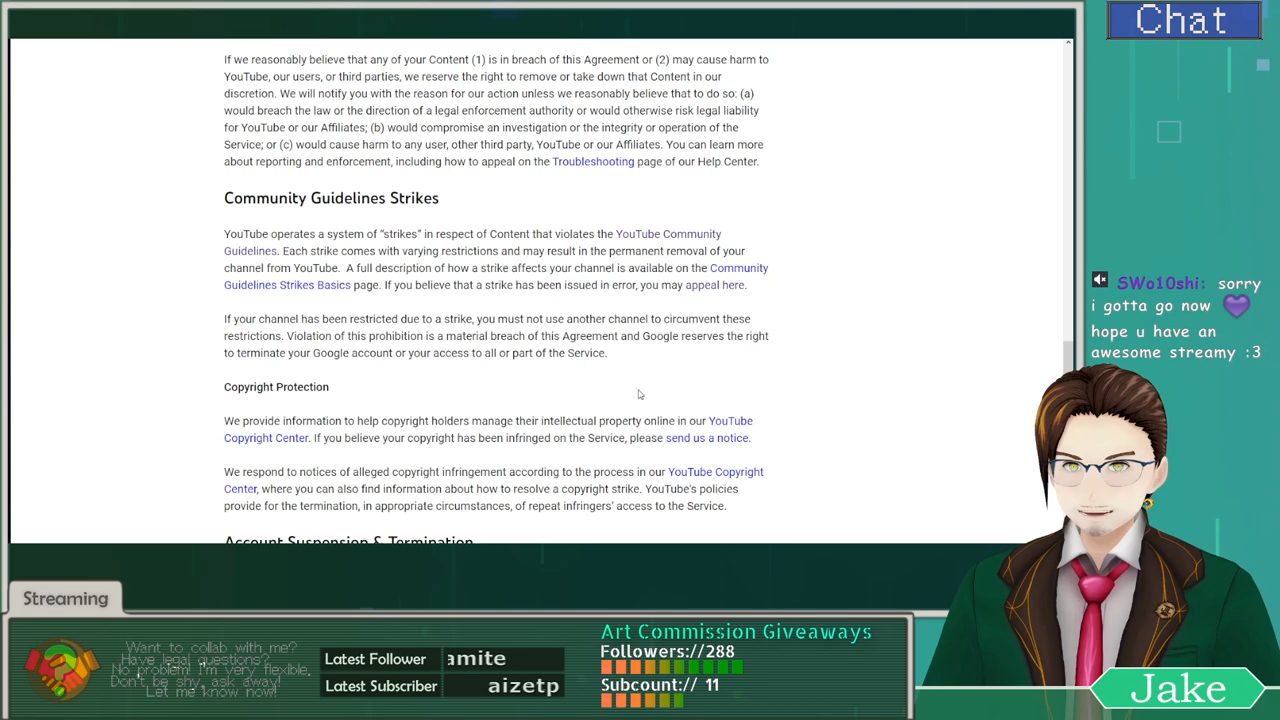 Chat
If we reasonably believe that any of your Content (1) is in breach of this Agreement or (2) may cause harm to
YouTube, our users, or third parties, we reserve the right to remove or take down that Content in our
discretion. We will notify you with the reason for our action unless we reasonably believe that to do so: (a)
would breach the law or the direction of a legal enforcement authority or would otherwise risk legal liability
for YouTube or our Affiliates; (b) would compromise an investigation or the integrity or operation of the
Service; or (c) would cause harm to any user, other third party, YouTube or our Affiliates. You can learn more
about reporting and enforcement, including how to appeal on the Troubleshooting page of our Help Center.
Community Guidelines Strikes
YouTube operates a system of “strikes” in respect of Content that violates the YouTube Community
Guidelines. Each strike comes with varying restrictions and may result in the permanent removal of your
channel from YouTube. A full description of how a strike affects your channel is available on the Community
Guidelines Strikes Basics page. If you believe that a strike has been issued in error, you may appeal here.
If your channel has been restricted due to a strike, you must not use another channel to circumvent these
restrictions. Violation of this prohibition is a material breach of this Agreement and Google reserves the right
to terminate your Google account or your access to all or part of the Service.
Copyright Protection
We provide information to help copyright holders manage their intellectual property online in our YouTube
Copyright Center. If you believe your copyright has been infringed on the Service, please send us a notice.
We respond to notices of alleged copyright infringement according to the process in our YouTube Copyright
Center, where you can also find information about how to resolve a copyright strike. YouTube's policies
provide for the termination, in appropriate circumstances, of repeat infringers' access to the Service.
Account Suspension & Termination
SWo10shi: sorry
i gotta go now 💜
hope u have an
awesome streamy :3
Streaming
Want to collab with me?
Have legal questions?
No problem! I'm very flexible.
Don't be shy, ask away!
Let me know now!
Latest Follower
amite
Latest Subscriber
aizetp
Art Commission Giveaways
Followers://288
Subcount:// 11
Jake